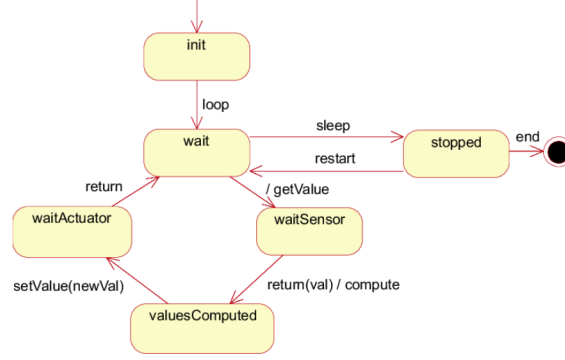 init
loop
wait
sleep
restart
stopped
end
return
/ getValue
waitActuator
waitSensor
setValue(newVal)
return(val) / compute
valuesComputed